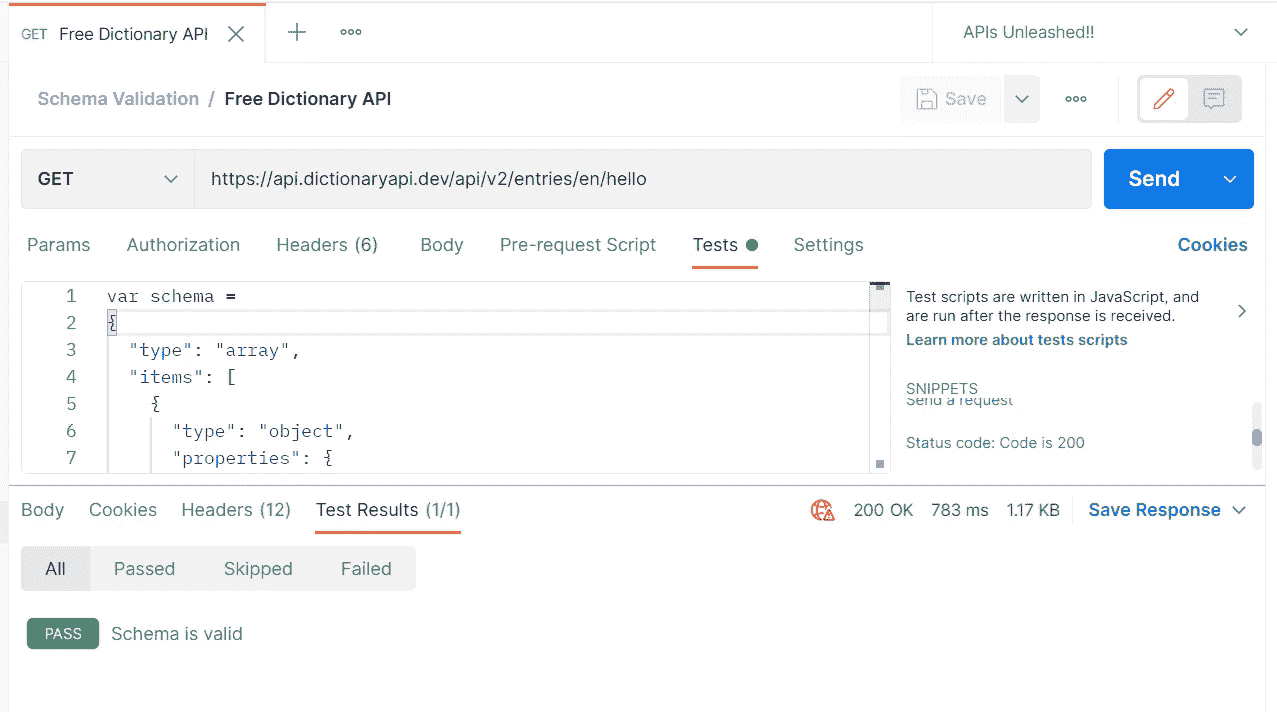 GET Free Dictionary API
APIs Unleashed!!
Schema Validation / Free Dictionary API
Save
GET https://api.dictionaryapi.dev/api/v2/entries/en/hello
Send
Params Authorization Headers (6) Body Pre-request Script Tests Settings Cookies
1 var schema =
2 {
3 "type": "array",
4 "items": [
5 {
6 "type": "object",
7 "properties": {
Test scripts are written in JavaScript, and
are run after the response is received.
Learn more about tests scripts
SNIPPETS
Send a request
Status code: Code is 200
Body Cookies Headers (12) Test Results (1/1) 200 OK 783 ms 1.17 KB Save Response
All Passed Skipped Failed
PASS Schema is valid